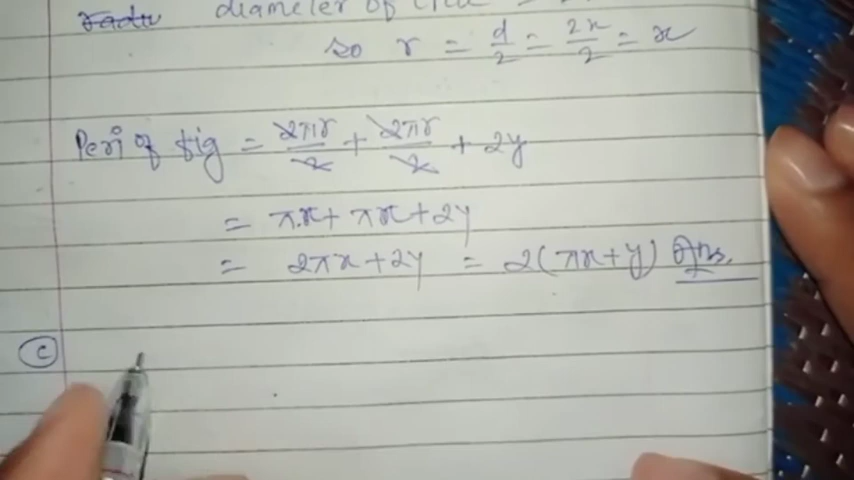 diameter of
so r = d/2 = 2x/2 = x
Peri of fig = 2πr/2 + 2πr/2 + 2y
= πx + πx + 2y
= 2πx + 2y = 2(πx+y) Ans.
c